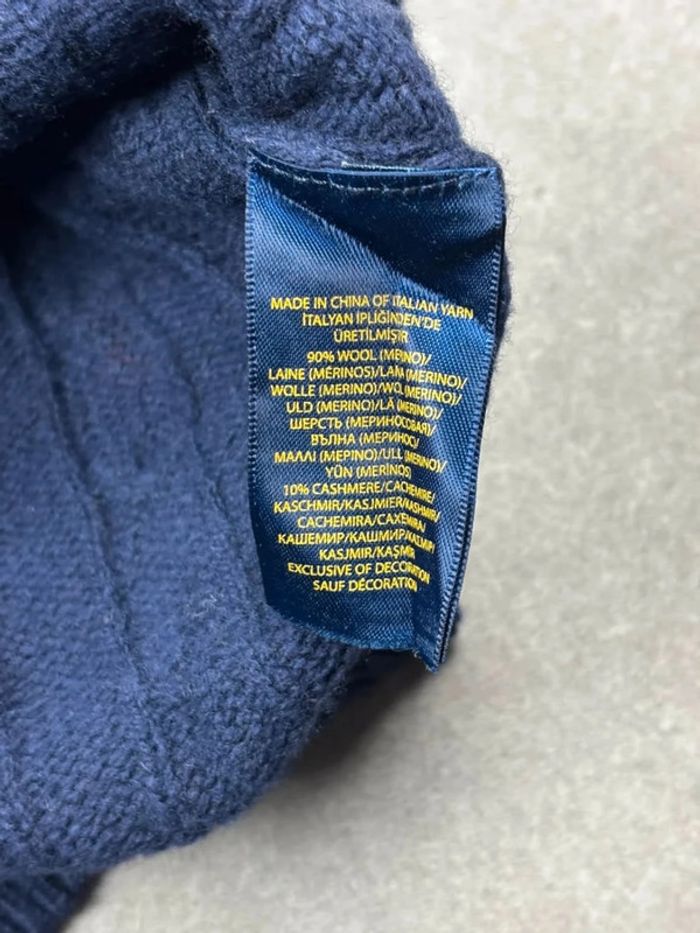 MADE IN CHINA OF ITALIAN YARN
İTALYAN İPLİĞİNDEN'DE
ÜRETİLMİŞTİR
90% WOOL (MERINO)/
LAINE (MÉRINOS)/LANA (MERINO)/
WOLLE (MERINO)/WOL (MERINO)/
ULD (MERINO)/LÃ (MERINO)/
ШЕРСТЬ (МЕРИНОСОВАЯ)/
ВЪЛНА (МЕРИНОС)/
ΜΑΛΛΙ (ΜΕΡΙΝΟ)/ULL (MERINO)/
YÜN (MERİNOS)
10% CASHMERE/CACHEMIRE/
KASCHMIR/KASJMIER/KASHMIR/
CACHEMIRA/CAXEMIRA/
КАШЕМИР/КАШМИР/ΚΑΣΜΙΡ/
KASJMIR/KAŞMİR
EXCLUSIVE OF DECORATION
SAUF DÉCORATION